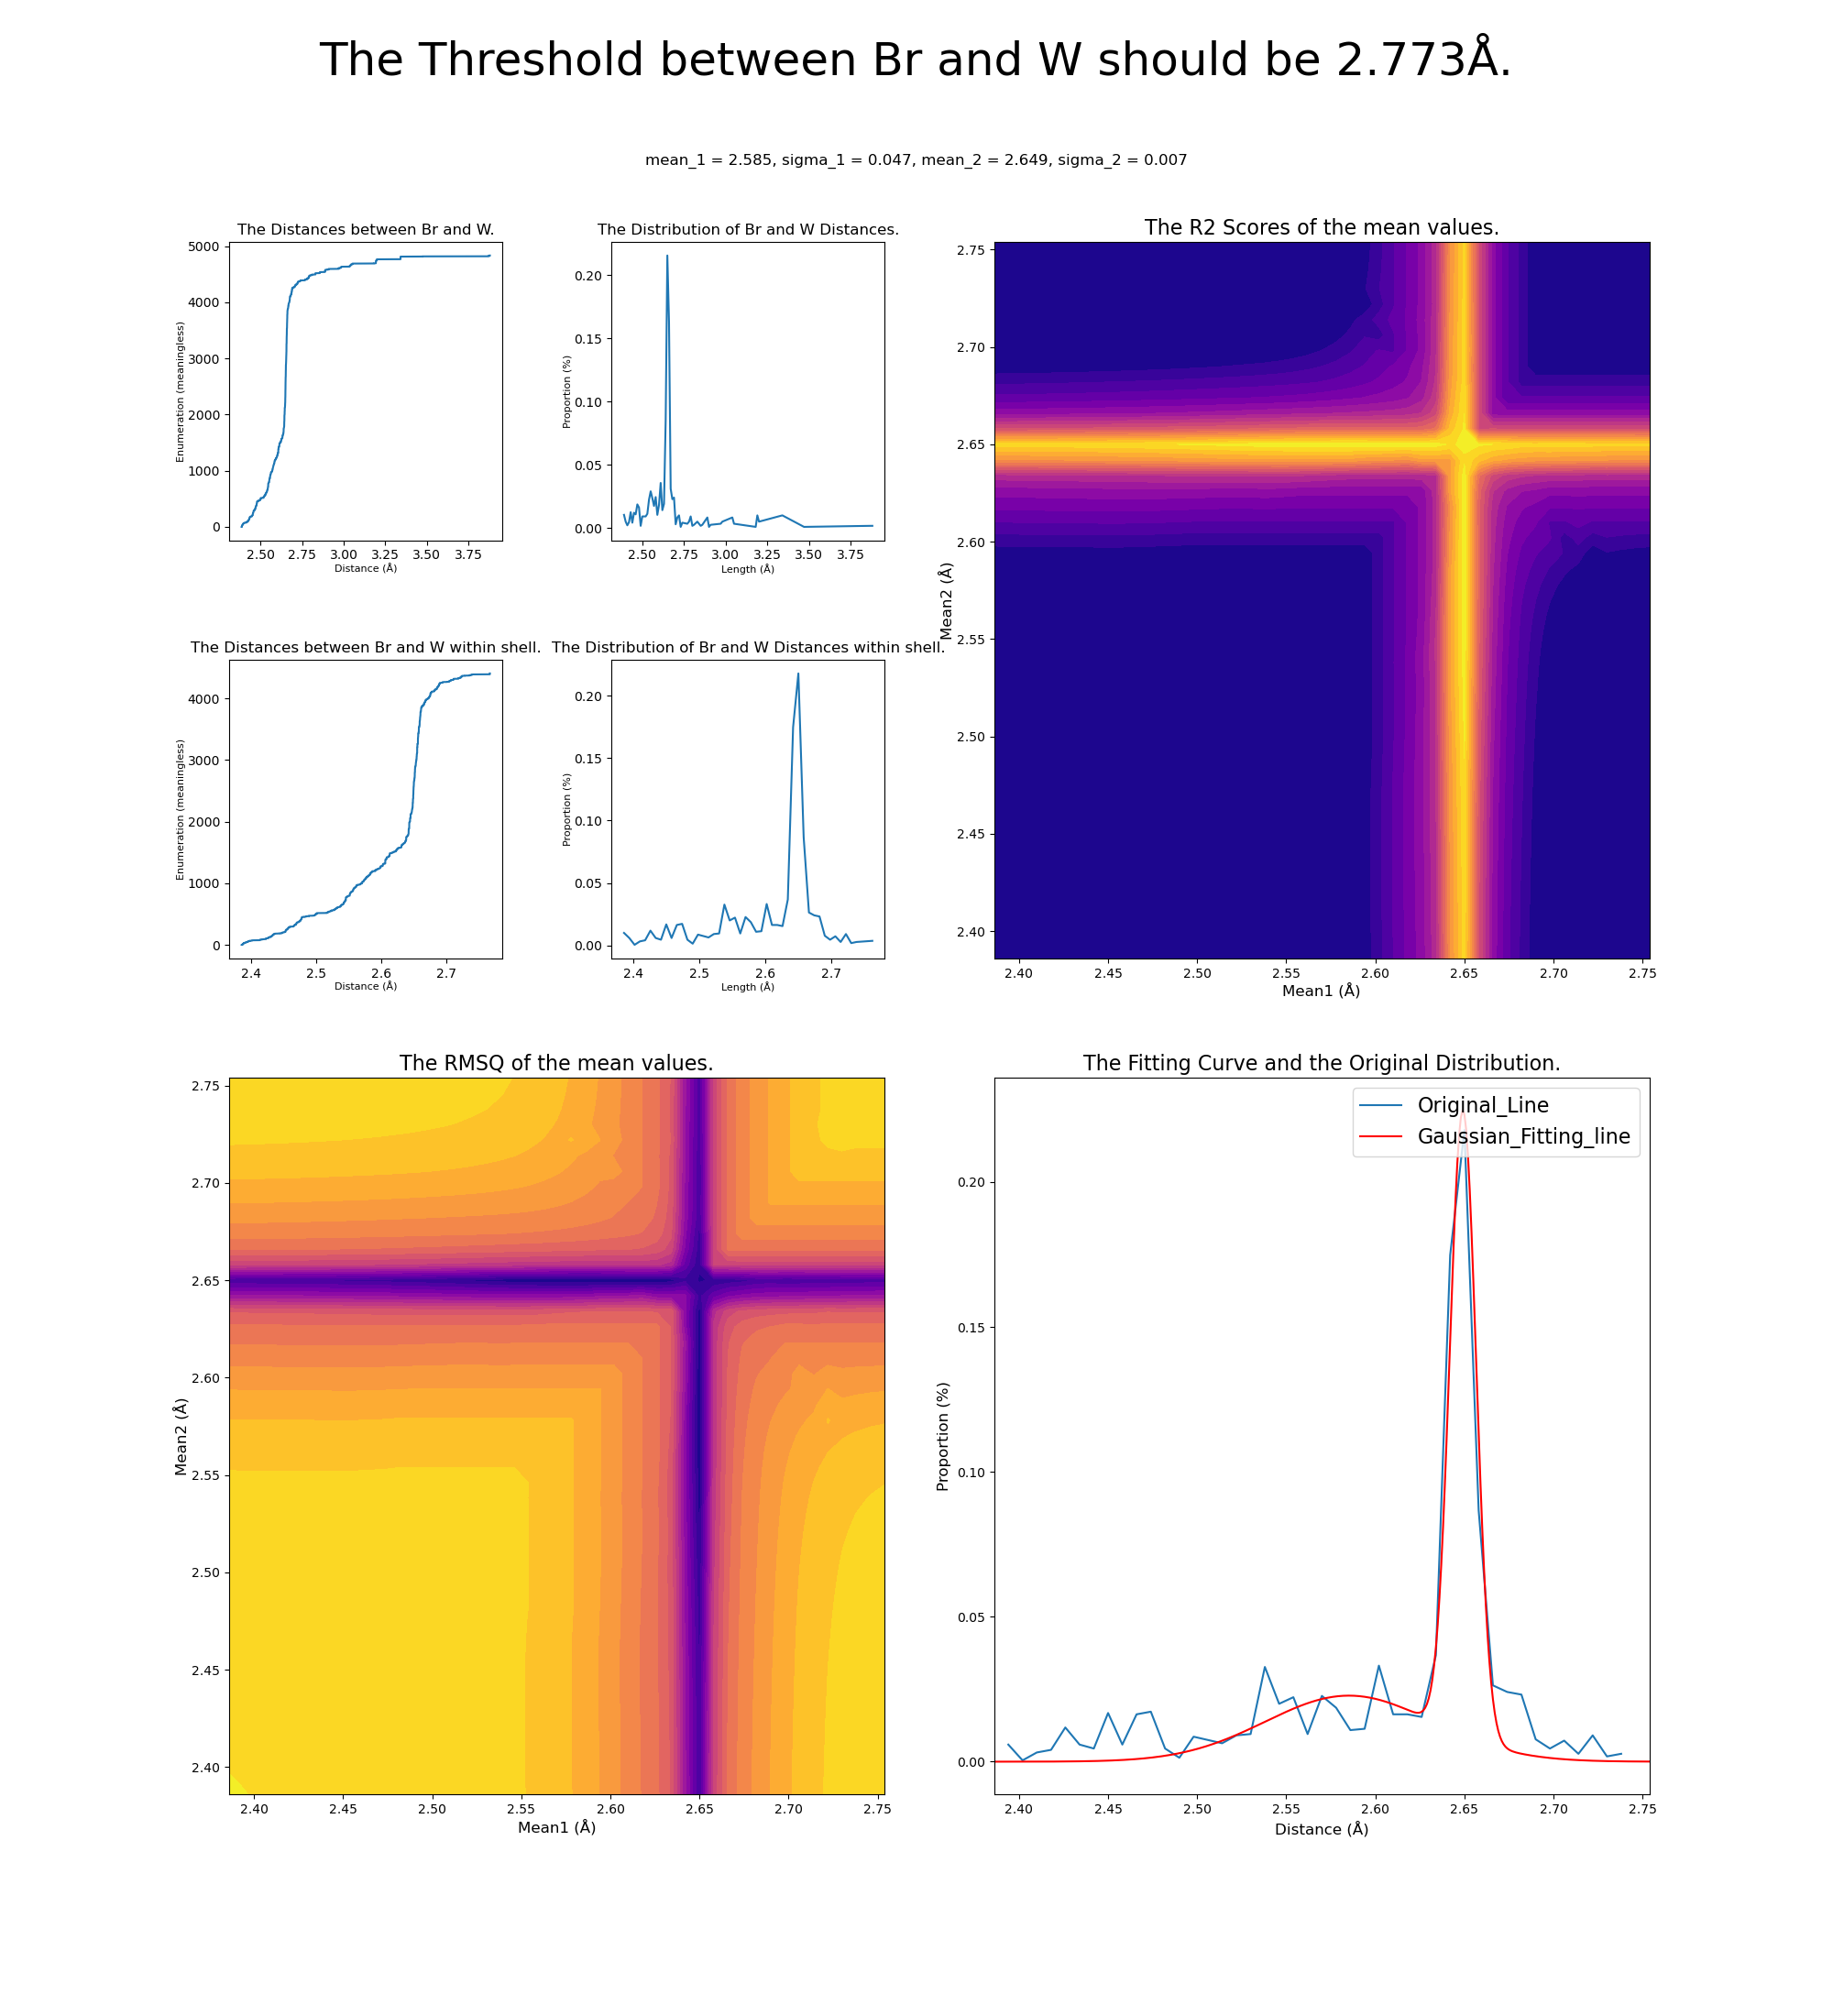 The Threshold between Br and W should be 2.773Å.
mean_1 = 2.585, sigma_1 = 0.047, mean_2 = 2.649, sigma_2 = 0.007
The Distances between Br and W.
5000
4000
3000
2000
1000
0
Enumeration (meaningless)
2.50 2.75 3.00 3.25 3.50 3.75
Distance (Å)
The Distribution of Br and W Distances.
0.20
0.15
0.10
0.05
0.00
Proportion (%)
2.50 2.75 3.00 3.25 3.50 3.75
Length (Å)
The R2 Scores of the mean values.
2.75
2.70
2.65
2.60
2.55
2.50
2.45
2.40
Mean2 (Å)
2.40 2.45 2.50 2.55 2.60 2.65 2.70 2.75
Mean1 (Å)
The Distances between Br and W within shell.
4000
3000
2000
1000
0
Enumeration (meaningless)
2.4 2.5 2.6 2.7
Distance (Å)
The Distribution of Br and W Distances within shell.
0.20
0.15
0.10
0.05
0.00
Proportion (%)
2.4 2.5 2.6 2.7
Length (Å)
The RMSQ of the mean values.
2.75
2.70
2.65
2.60
2.55
2.50
2.45
2.40
Mean2 (Å)
2.40 2.45 2.50 2.55 2.60 2.65 2.70 2.75
Mean1 (Å)
The Fitting Curve and the Original Distribution.
Original_Line
Gaussian_Fitting_line
0.20
0.15
0.10
0.05
0.00
Proportion (%)
2.40 2.45 2.50 2.55 2.60 2.65 2.70 2.75
Distance (Å)